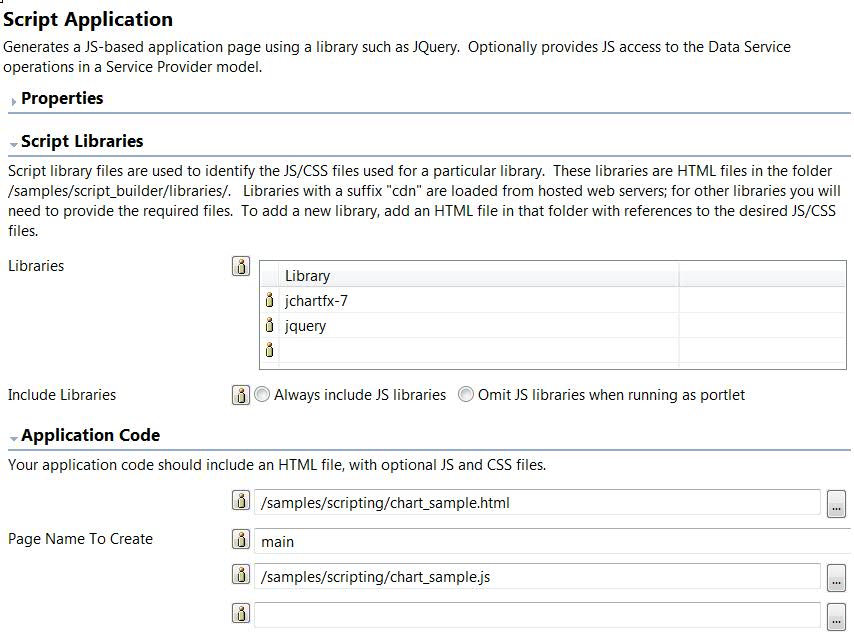 Script Application
Generates a JS-based application page using a library such as JQuery.  Optionally provides JS access to the Data Service
operations in a Service Provider model.
Properties
Script Libraries
Script library files are used to identify the JS/CSS files used for a particular library.  These libraries are HTML files in the folder
/samples/script_builder/libraries/.   Libraries with a suffix "cdn" are loaded from hosted web servers; for other libraries you will
need to provide the required files.  To add a new library, add an HTML file in that folder with references to the desired JS/CSS
files.
Libraries
Library
jchartfx-7
jquery
Include Libraries Always include JS libraries Omit JS libraries when running as portlet
Application Code
Your application code should include an HTML file, with optional JS and CSS files.
/samples/scripting/chart_sample.html ...
Page Name To Create main
/samples/scripting/chart_sample.js ...
...